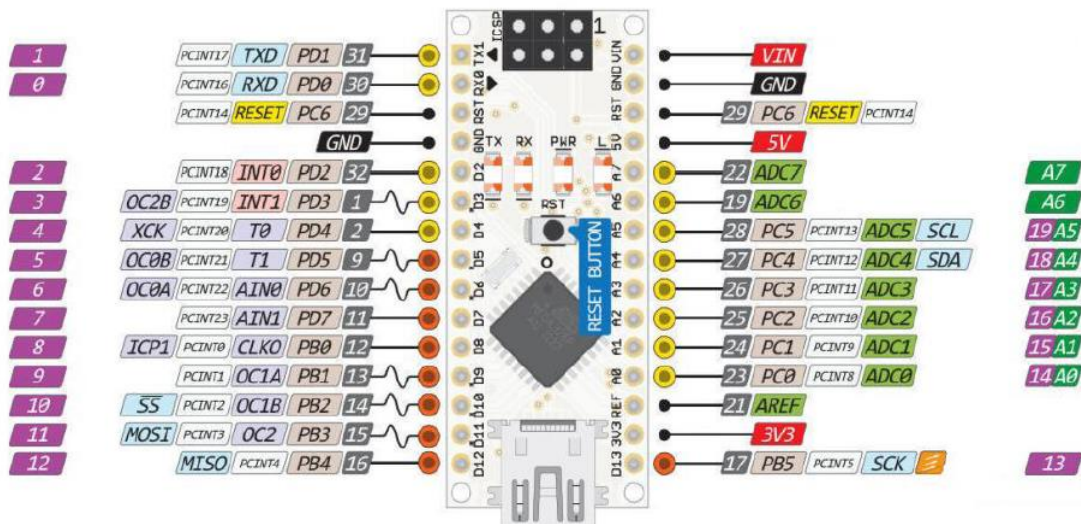 ICSP 1
1 PCINT17 TXD PD1 31 TX1 VIN VIN
0 PCINT16 RXD PD0 30 RX0 GND GND
PCINT14 RESET PC6 29 RST RST 29 PC6 RESET PCINT14
GND GND TX RX PWR L 5V 5V
2 PCINT18 INT0 PD2 32 D2 A7 22 ADC7 A7
3 OC2B PCINT19 INT1 PD3 1 D3 RST A6 19 ADC6 A6
4 XCK PCINT20 T0 PD4 2 D4 A5 28 PC5 PCINT13 ADC5 SCL 19 A5
5 OC0B PCINT21 T1 PD5 9 D5 A4 27 PC4 PCINT12 ADC4 SDA 18 A4
6 OC0A PCINT22 AIN0 PD6 10 D6 A3 26 PC3 PCINT11 ADC3 17 A3
RESET BUTTON
7 PCINT23 AIN1 PD7 11 D7 A2 25 PC2 PCINT10 ADC2 16 A2
8 ICP1 PCINT0 CLKO PB0 12 D8 A1 24 PC1 PCINT9 ADC1 15 A1
9 PCINT1 OC1A PB1 13 D9 A0 23 PC0 PCINT8 ADC0 14 A0
10 SS PCINT2 OC1B PB2 14 D10 REF 21 AREF
11 MOSI PCINT3 OC2 PB3 15 D11 3V3 3V3
12 MISO PCINT4 PB4 16 D12 D13 17 PB5 PCINT5 SCK 13